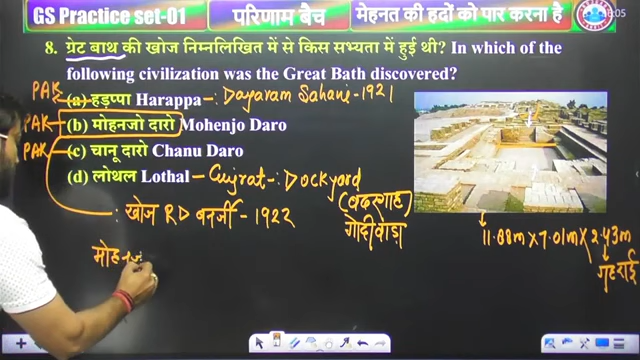 GS Practice set-01 परिणाम बैच मेहनत की हदों को पार करना है
8. ग्रेट बाथ की खोज निम्नलिखित में से किस सभ्यता में हुई थी? In which of the
following civilization was the Great Bath discovered?
PAK (a) हड़प्पा Harappa -: Dayaram Sahani - 1921
PAK (b) मोहनजो दारो Mohenjo Daro
PAK (c) चानू दारो Chanu Daro
(d) लोथल Lothal - Gujrat -: Dockyard
(बंदरगाह)
गोदीवाडा
: खोज RD बनर्जी - 1922
11.88m x 7.01m x 2.43m
गहराई
मोहनज